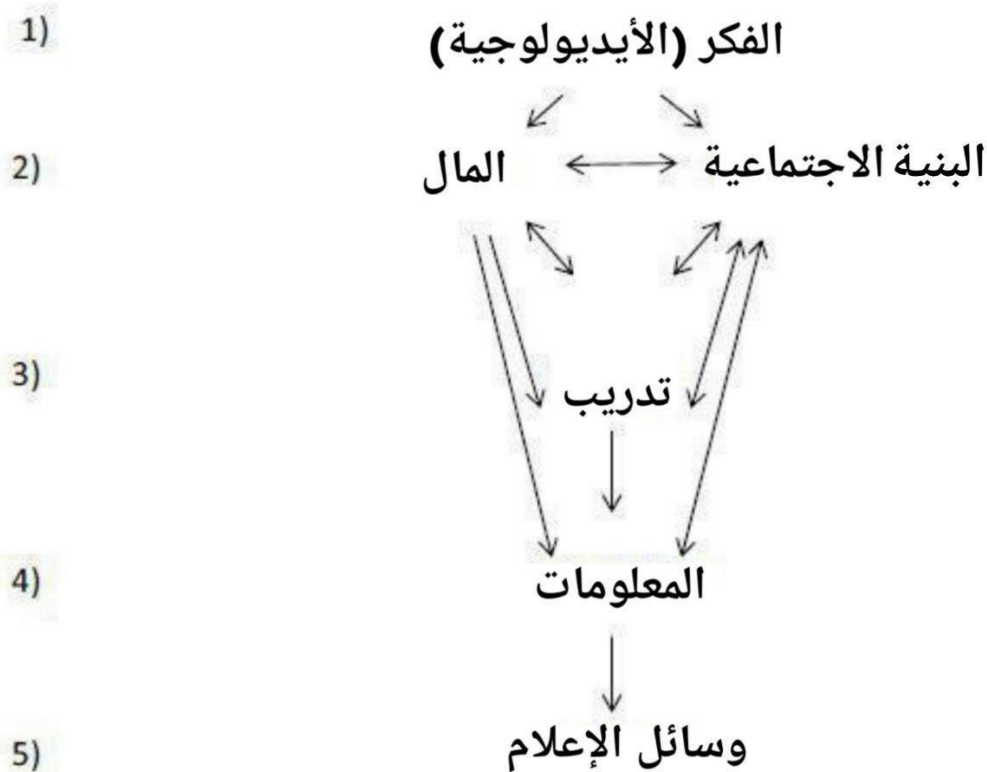 1) الفكر (الأيديولوجية)
2) المال البنية الاجتماعية
3) تدريب
4) المعلومات
5) وسائل الإعلام